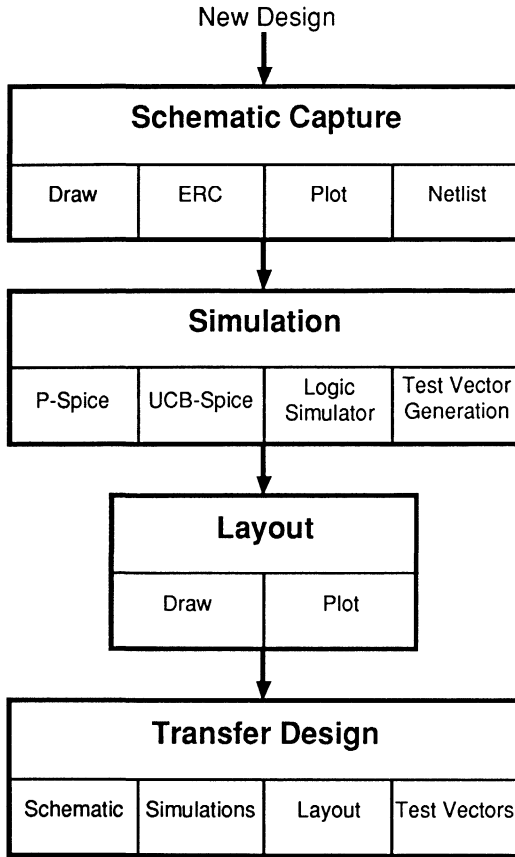 New Design
Schematic Capture
Draw ERC Plot Netlist
Simulation
P-Spice UCB-Spice Logic Simulator Test Vector Generation
Layout
Draw Plot
Transfer Design
Schematic Simulations Layout Test Vectors